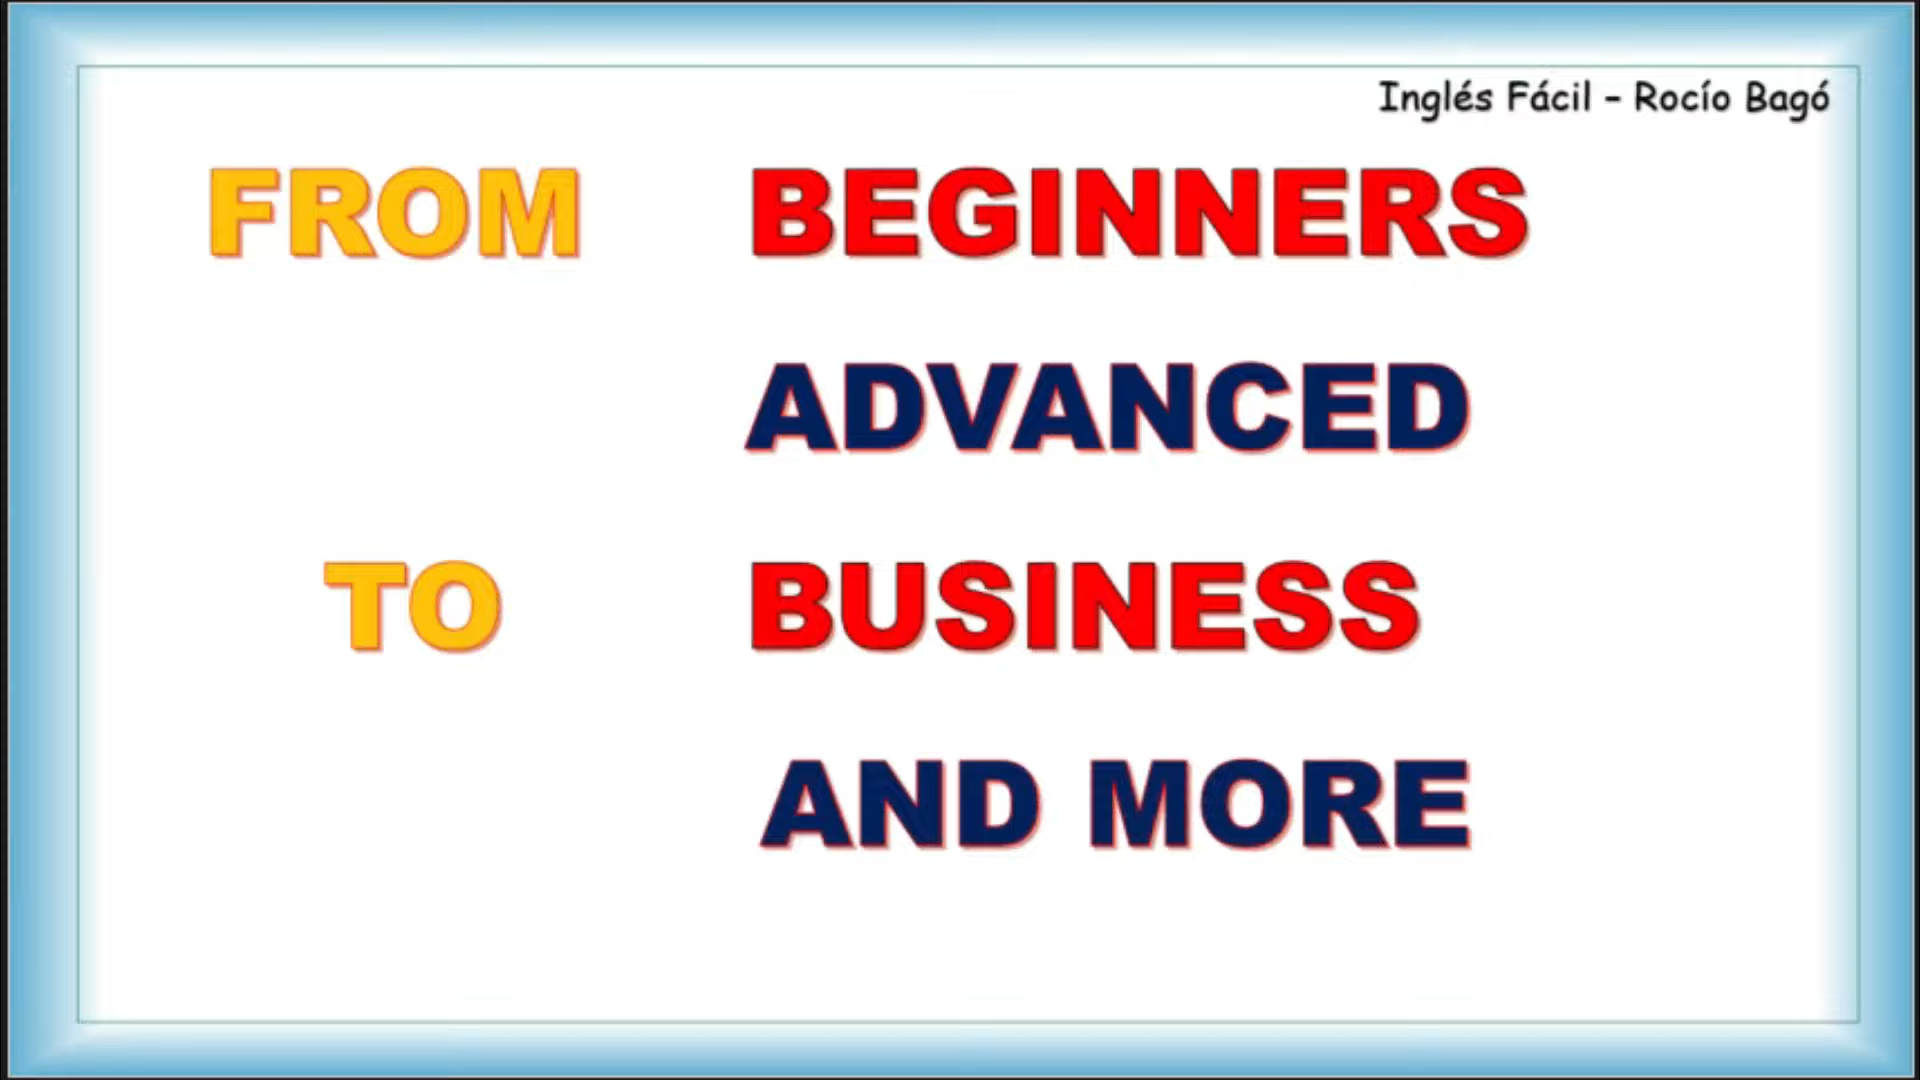 Inglés Fácil - Rocío Bagó
FROM BEGINNERS
ADVANCED
TO BUSINESS
AND MORE